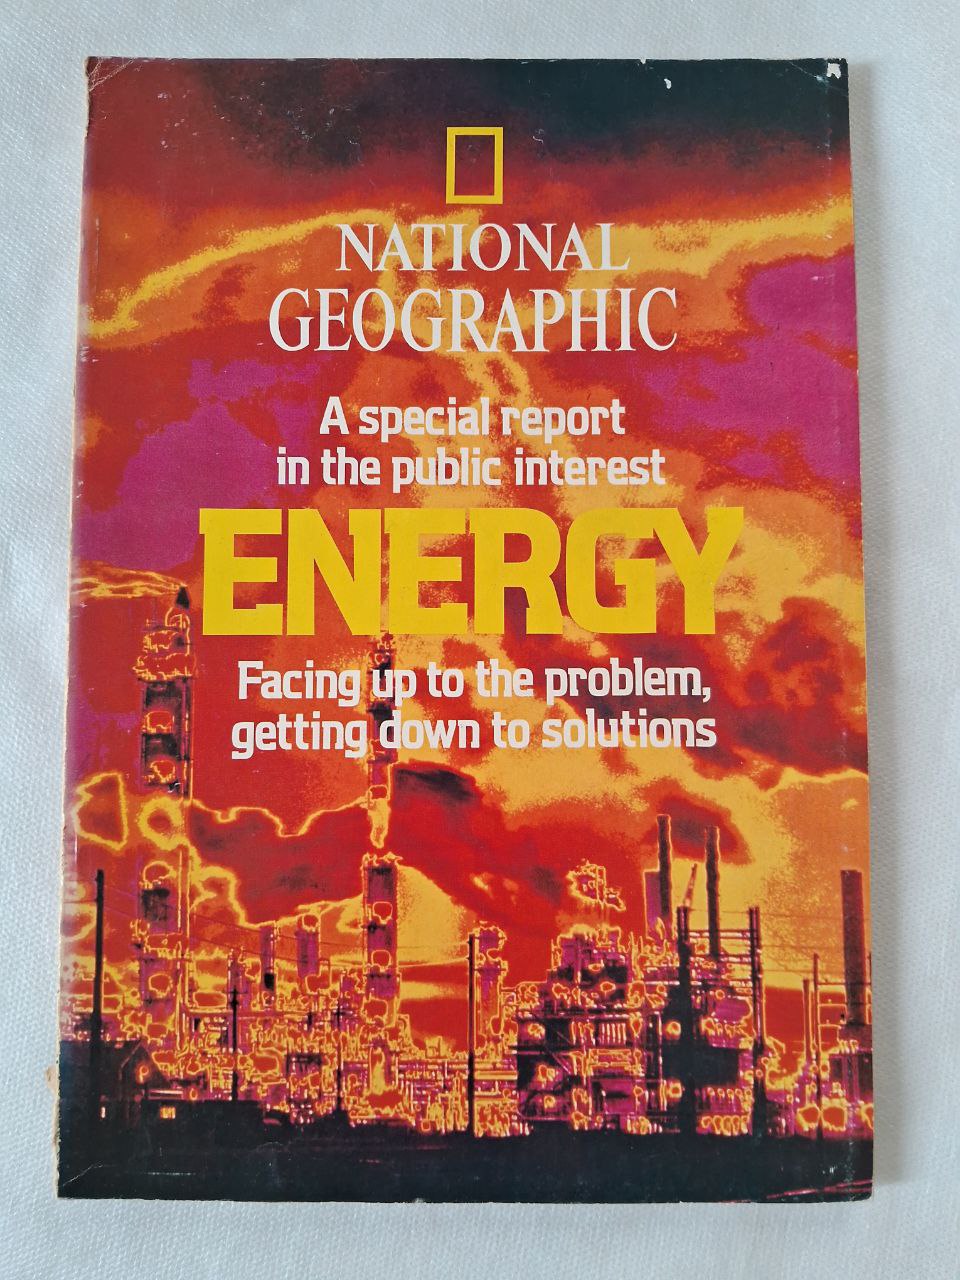 NATIONAL
GEOGRAPHIC
A special report
in the public interest
ENERGY
Facing up to the problem,
getting down to solutions